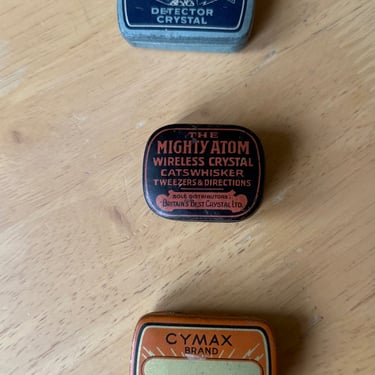 DETECTOR
CRYSTAL
THE
MIGHTY ATOM
WIRELESS CRYSTAL
CATSWHISKER
TWEEZERS & DIRECTIONS
SOLE DISTRIBUTORS
BRITAIN'S BEST CRYSTAL LTD.
CYMAX
BRAND